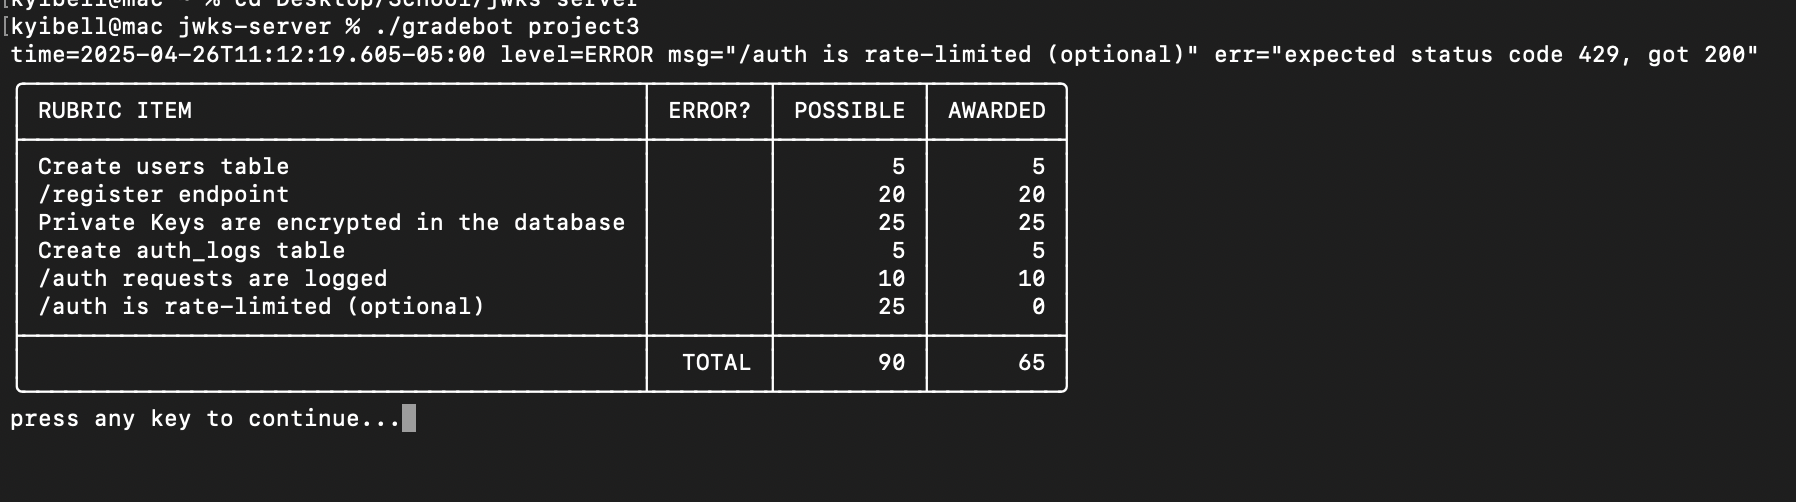 kyibell@mac ~ % cd Desktop/School/jwks-server
[kyibell@mac jwks-server % ./gradebot project3
time=2025-04-26T11:12:19.605-05:00 level=ERROR msg="/auth is rate-limited (optional)" err="expected status code 429, got 200"
RUBRIC ITEM ERROR? POSSIBLE AWARDED
Create users table 5 5
/register endpoint 20 20
Private Keys are encrypted in the database 25 25
Create auth_logs table 5 5
/auth requests are logged 10 10
/auth is rate-limited (optional) 25 0
TOTAL 90 65
press any key to continue...